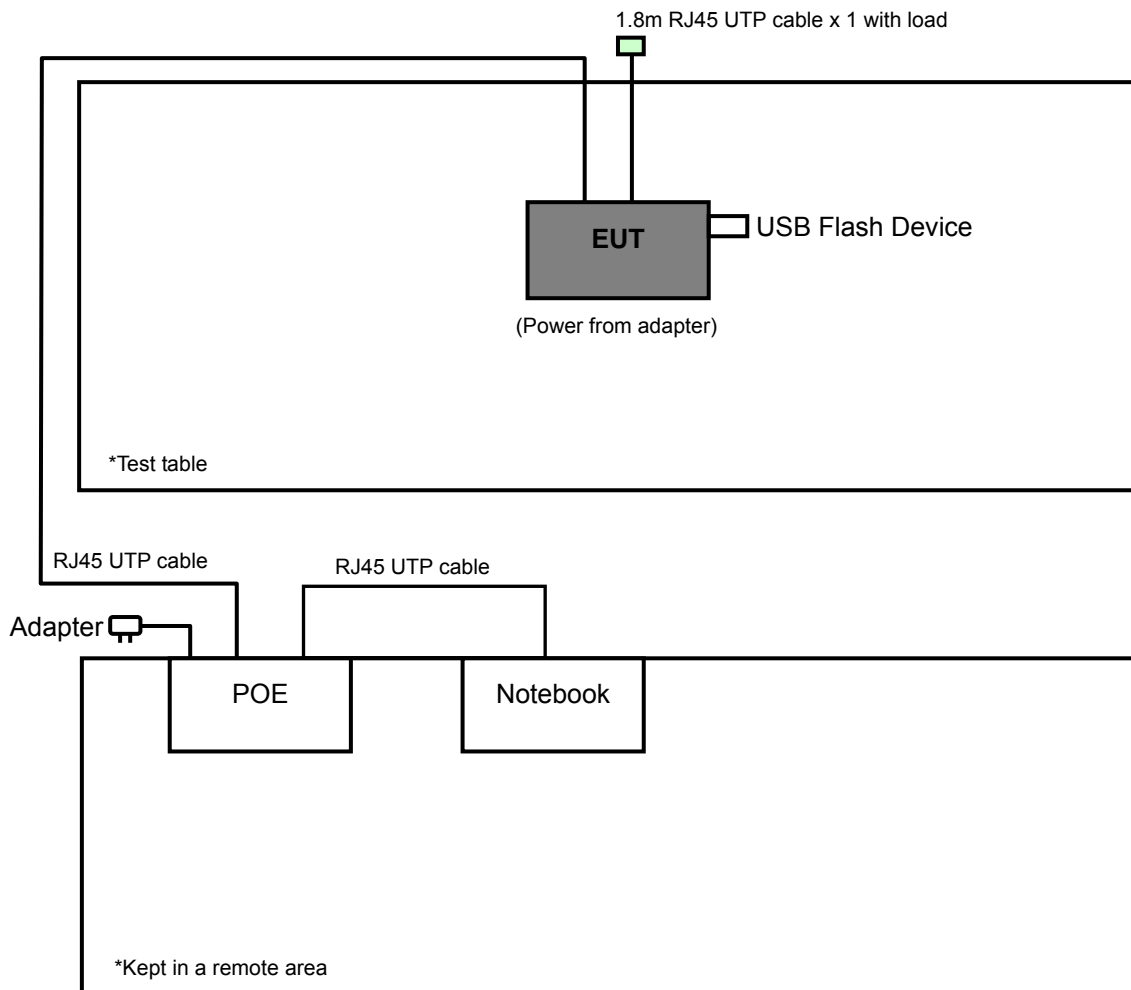 1.8m RJ45 UTP cable x 1 with load
EUT
USB Flash Device
(Power from adapter)
*Test table
RJ45 UTP cable
RJ45 UTP cable
Adapter
POE
Notebook
*Kept in a remote area